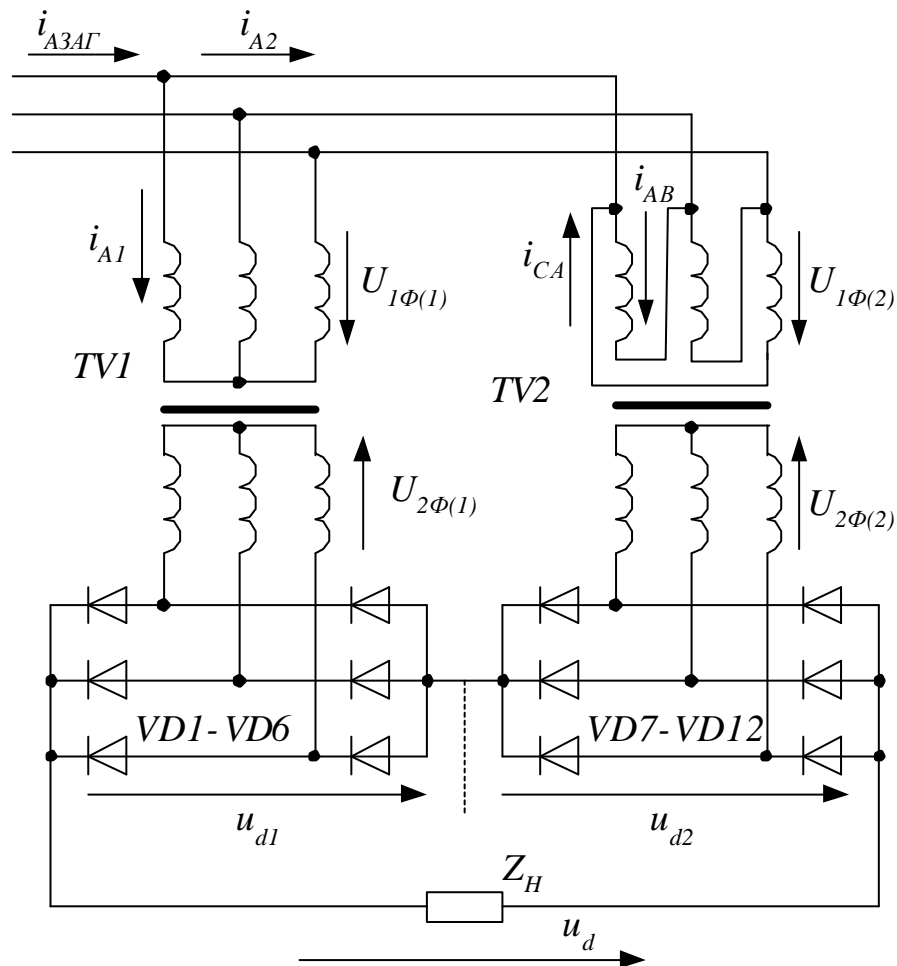 i_AЗАГ
i_A2
i_AB
i_A1
i_CA
U_1Ф(1)
U_1Ф(2)
TV1
TV2
U_2Ф(1)
U_2Ф(2)
VD1-VD6
VD7-VD12
u_d1
u_d2
Z_H
u_d